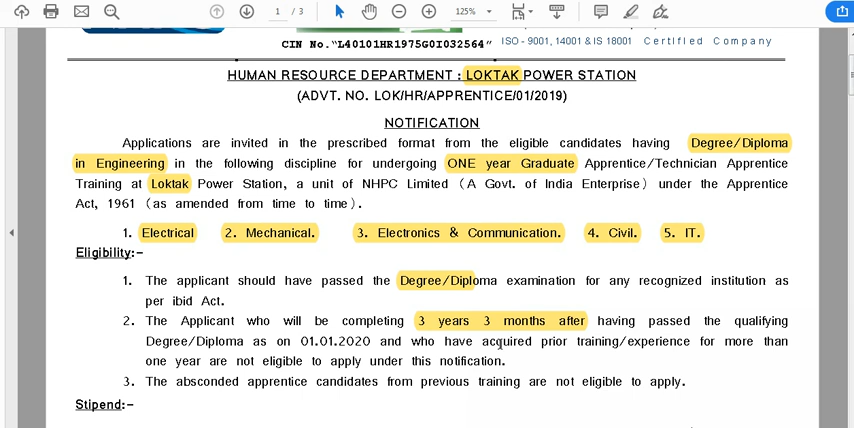 1 / 3
125%
CIN No."L40101HR1975GOI032564" ISO - 9001, 14001 & IS 18001 Certified Company
HUMAN RESOURCE DEPARTMENT : LOKTAK POWER STATION
(ADVT. NO. LOK/HR/APPRENTICE/01/2019)
NOTIFICATION
Applications are invited in the prescribed format from the eligible candidates having Degree/Diploma
in Engineering in the following discipline for undergoing ONE year Graduate Apprentice/Technician Apprentice
Training at Loktak Power Station, a unit of NHPC Limited (A Govt. of India Enterprise) under the Apprentice
Act, 1961 (as amended from time to time).
1. Electrical 2. Mechanical. 3. Electronics & Communication. 4. Civil. 5. IT.
Eligibility:-
1. The applicant should have passed the Degree/Diploma examination for any recognized institution as
per ibid Act.
2. The Applicant who will be completing 3 years 3 months after having passed the qualifying
Degree/Diploma as on 01.01.2020 and who have acquired prior training/experience for more than
one year are not eligible to apply under this notification.
3. The absconded apprentice candidates from previous training are not eligible to apply.
Stipend:-